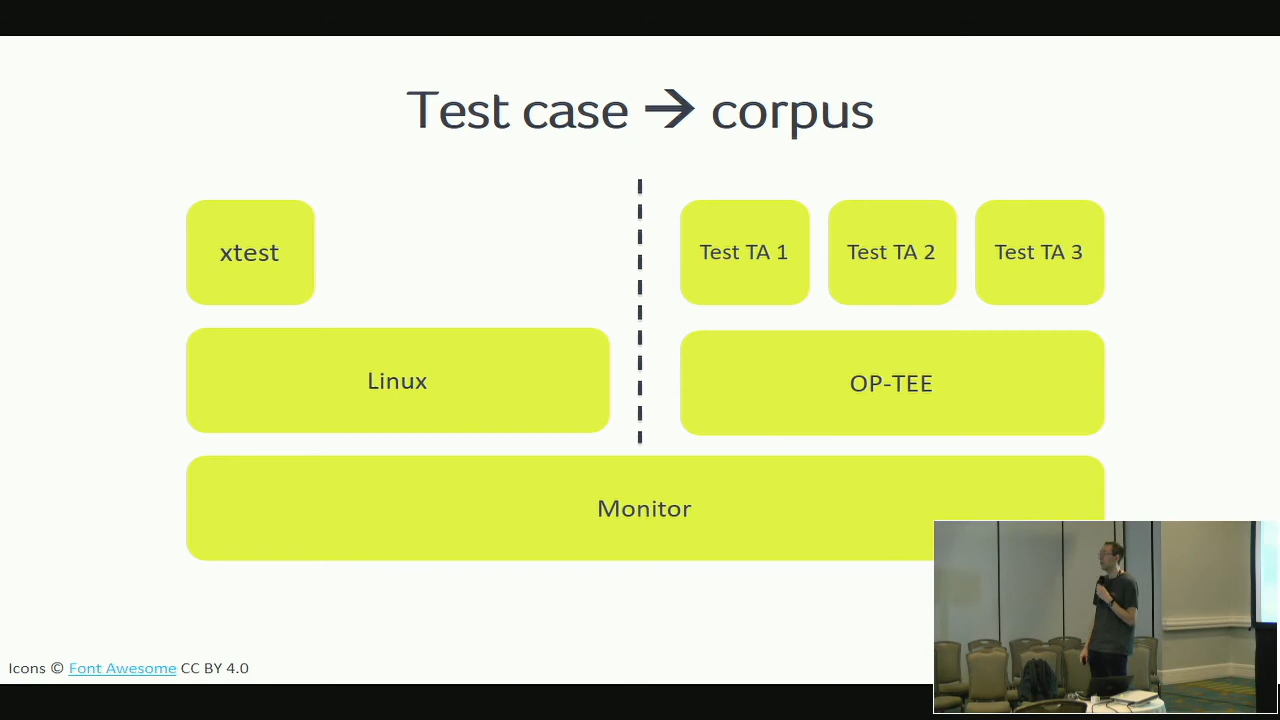 Test case → corpus
xtest
Test TA 1
Test TA 2
Test TA 3
Linux
OP-TEE
Monitor
Icons © Font Awesome CC BY 4.0